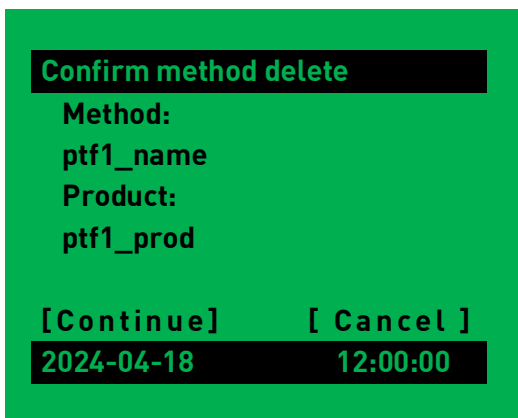 Confirm method delete
Method:
ptf1_name
Product:
ptf1_prod
[Continue] [ Cancel ]
2024-04-18 12:00:00